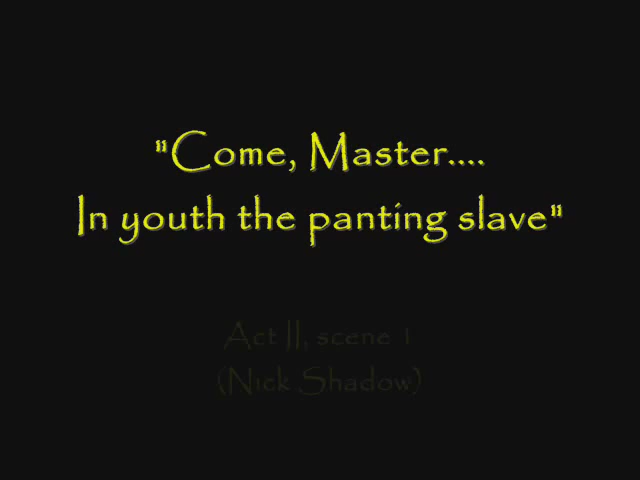 "Come, Master....
In youth the panting slave"
Act II, scene 1
(Nick Shadow)